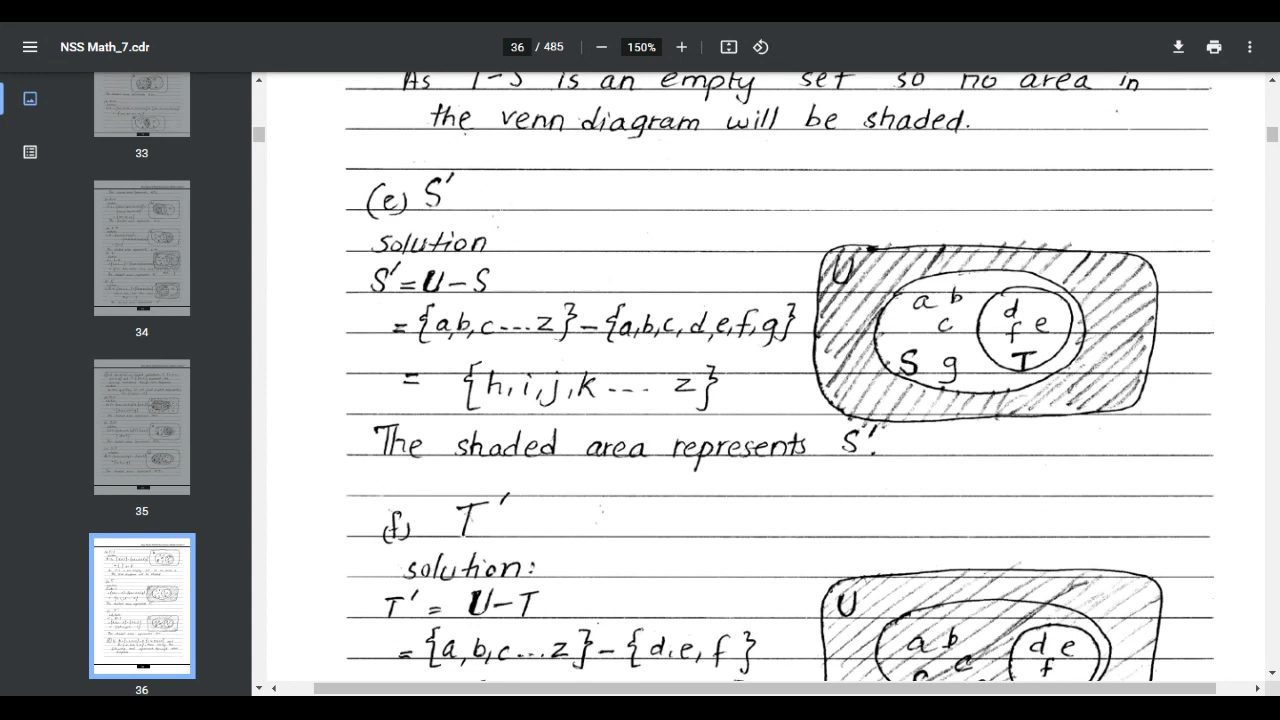 NSS Math_7.cdr
36 / 485
150%
33
34
35
36
As T-S is an empty set so no area in
the venn diagram will be shaded.
(e) S'
solution
S' = U - S
= {a,b,c...z} - {a,b,c,d,e,f,g}
= {h,i,j,k.... z}
The shaded area represents S'.
U
a b
c
S g
d
f e
T
(f) T'
solution:
T' = U - T
= {a,b,c...z} - {d,e,f}
U
a b
c
d e
f